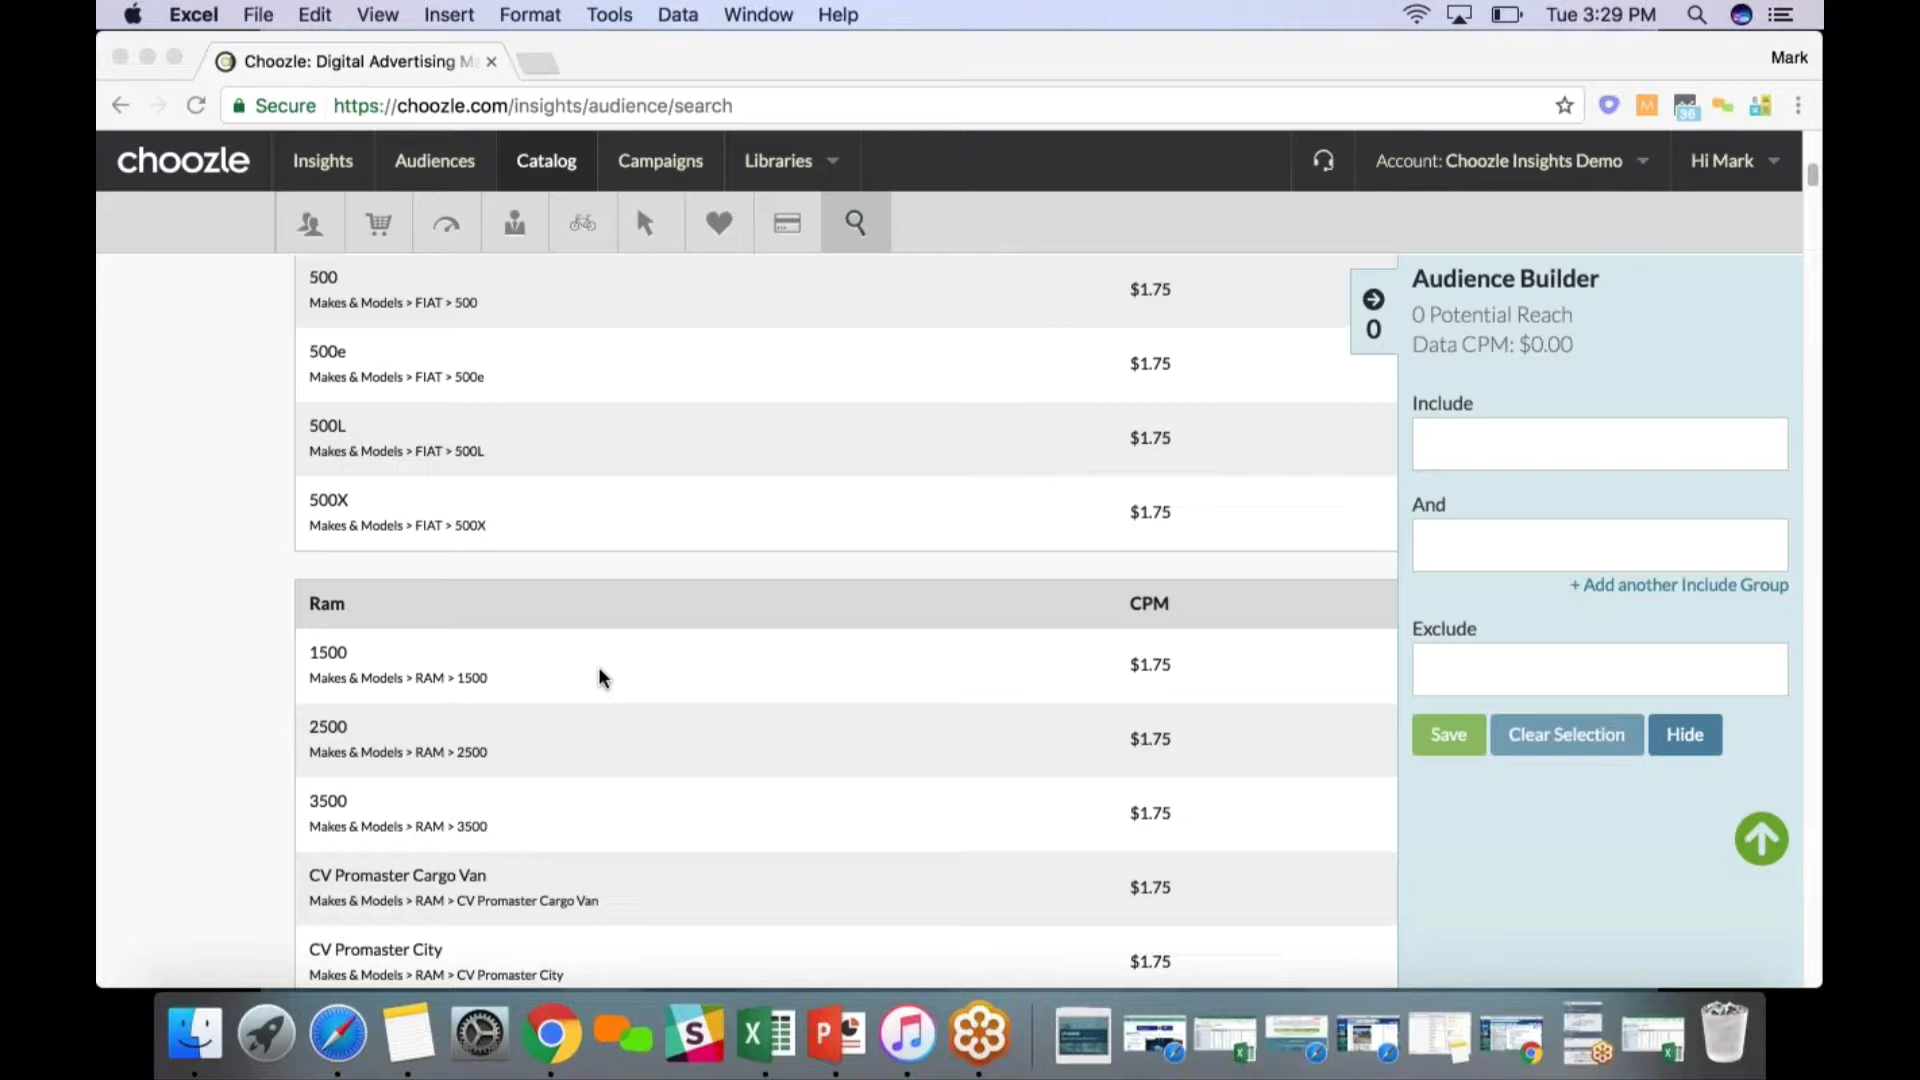 Excel File Edit View Insert Format Tools Data Window Help Tue 3:29 PM
Choozle: Digital Advertising Ma Mark
Secure https://choozle.com/insights/audience/search
M
36
choozle Insights Audiences Catalog Campaigns Libraries Account: Choozle Insights Demo Hi Mark
500
Makes & Models > FIAT > 500
$1.75
500e
Makes & Models > FIAT > 500e
$1.75
500L
Makes & Models > FIAT > 500L
$1.75
500X
Makes & Models > FIAT > 500X
$1.75
Ram CPM
1500
Makes & Models > RAM > 1500
$1.75
2500
Makes & Models > RAM > 2500
$1.75
3500
Makes & Models > RAM > 3500
$1.75
CV Promaster Cargo Van
Makes & Models > RAM > CV Promaster Cargo Van
$1.75
CV Promaster City
Makes & Models > RAM > CV Promaster City
$1.75
0
Audience Builder
0 Potential Reach
Data CPM: $0.00
Include
And
+ Add another Include Group
Exclude
Save Clear Selection Hide
S X P